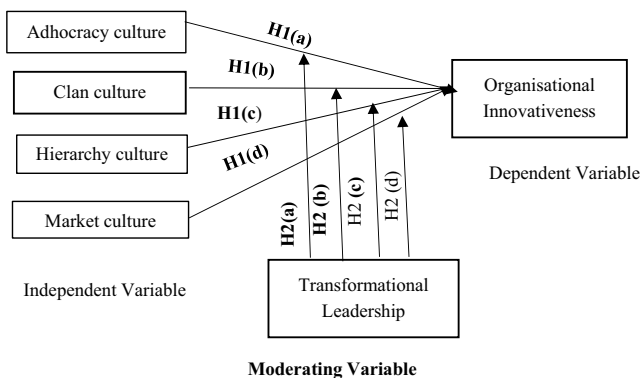 Adhocracy culture
H1(a)
Clan culture
H1(b)
Organisational
Innovativeness
Hierarchy culture
H1(c)
H1(d)
Market culture
Dependent Variable
H2(a)
H2 (b)
H2 (c)
H2 (d)
Independent Variable
Transformational
Leadership
Moderating Variable